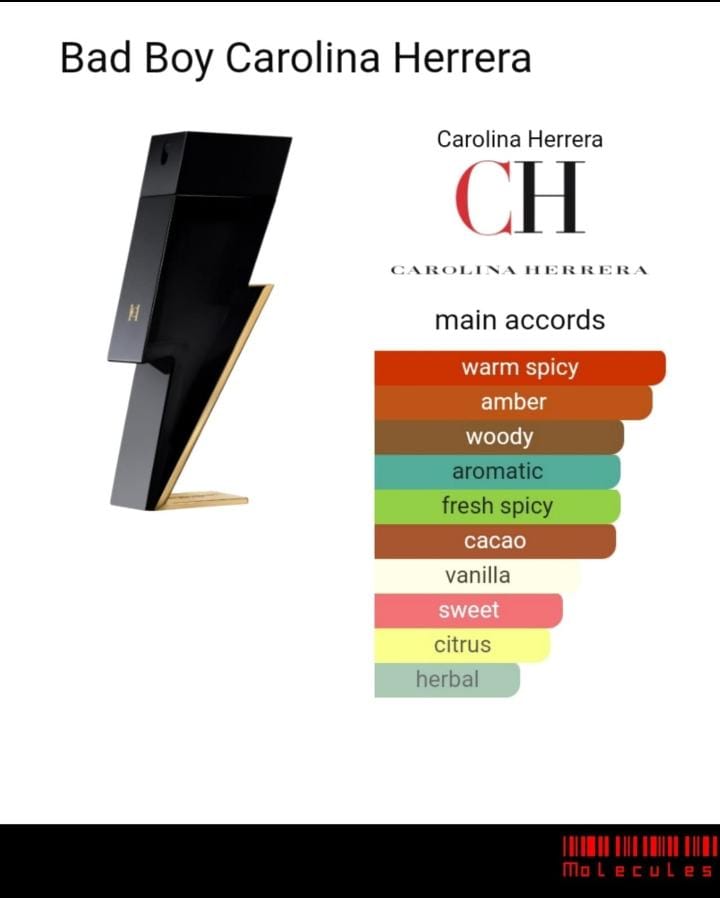 Bad Boy Carolina Herrera
Carolina Herrera
CH
CAROLINA HERRERA
main accords
warm spicy
amber
woody
aromatic
fresh spicy
cacao
vanilla
sweet
citrus
herbal
Molecules